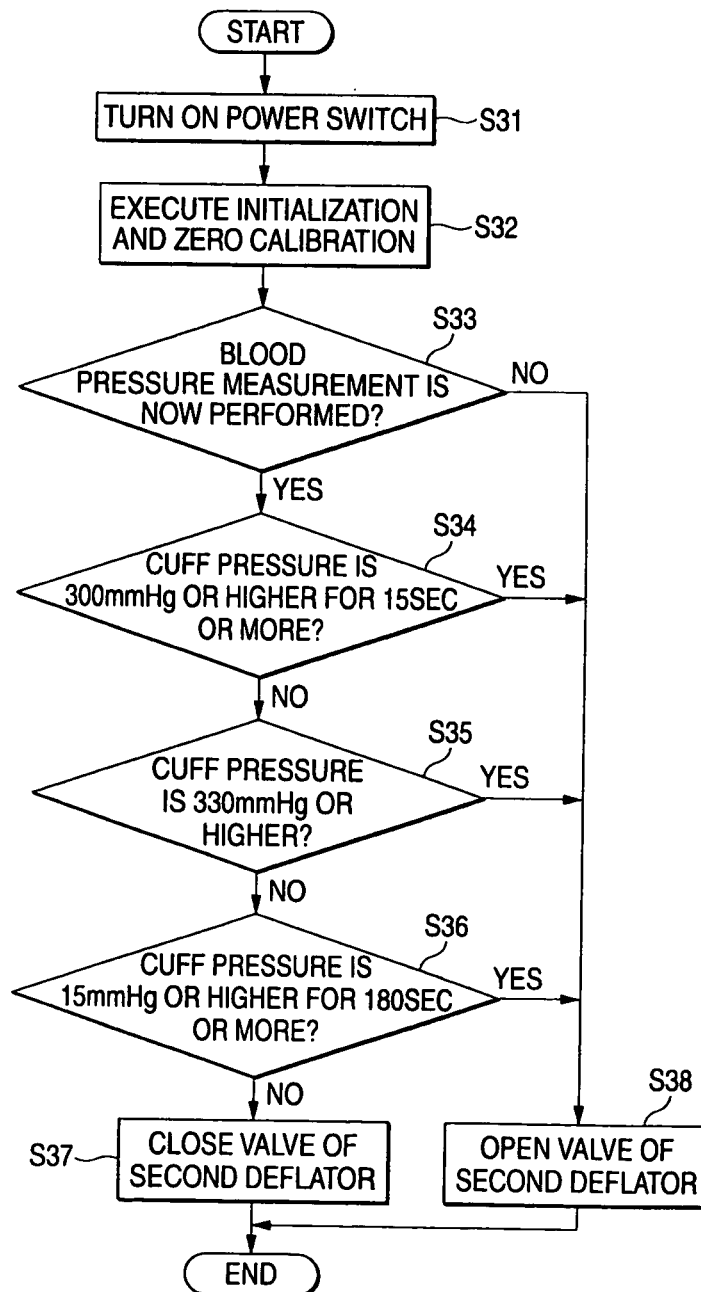 START
TURN ON POWER SWITCH
S31
EXECUTE INITIALIZATION
AND ZERO CALIBRATION
S32
S33
BLOOD
PRESSURE MEASUREMENT IS
NOW PERFORMED?
NO
YES
S34
CUFF PRESSURE IS
300mmHg OR HIGHER FOR 15SEC
OR MORE?
YES
NO
S35
CUFF PRESSURE
IS 330mmHg OR
HIGHER?
YES
NO
S36
CUFF PRESSURE IS
15mmHg OR HIGHER FOR 180SEC
OR MORE?
YES
NO
S37
CLOSE VALVE OF
SECOND DEFLATOR
S38
OPEN VALVE OF
SECOND DEFLATOR
END